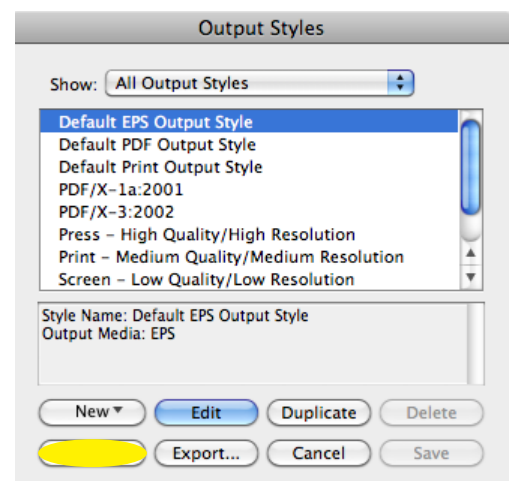 Output Styles
Show: All Output Styles
Default EPS Output Style
Default PDF Output Style
Default Print Output Style
PDF/X-1a:2001
PDF/X-3:2002
Press – High Quality/High Resolution
Print – Medium Quality/Medium Resolution
Screen – Low Quality/Low Resolution
Style Name: Default EPS Output Style
Output Media: EPS
New Edit Duplicate Delete
Export... Cancel Save